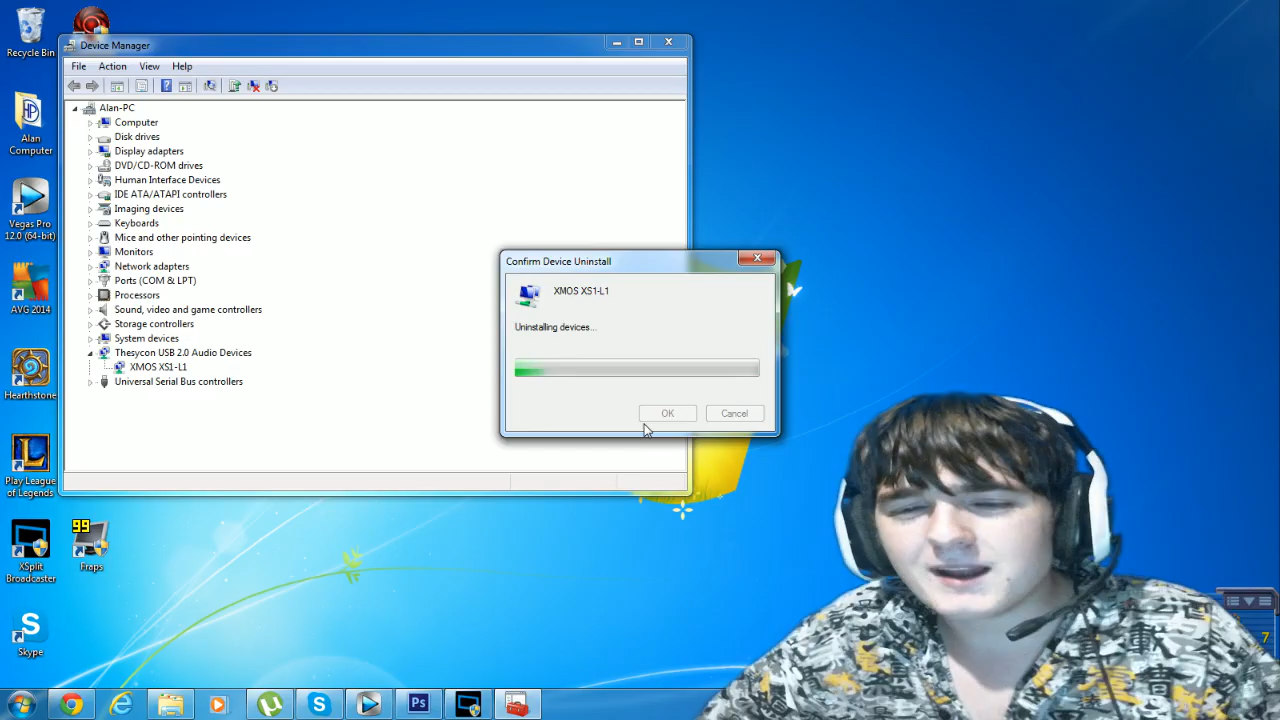 Recycle Bin
Alan
Computer
Vegas Pro
12.0 (64-bit)
AVG 2014
Hearthstone
Play League
of Legends
XSplit
Broadcaster
99
Fraps
S
Skype
Device Manager
File Action View Help
Alan-PC
Computer
Disk drives
Display adapters
DVD/CD-ROM drives
Human Interface Devices
IDE ATA/ATAPI controllers
Imaging devices
Keyboards
Mice and other pointing devices
Monitors
Network adapters
Ports (COM & LPT)
Processors
Sound, video and game controllers
Storage controllers
System devices
Thesycon USB 2.0 Audio Devices
XMOS XS1-L1
Universal Serial Bus controllers
Confirm Device Uninstall
XMOS XS1-L1
Uninstalling devices...
OK Cancel
7
Ps